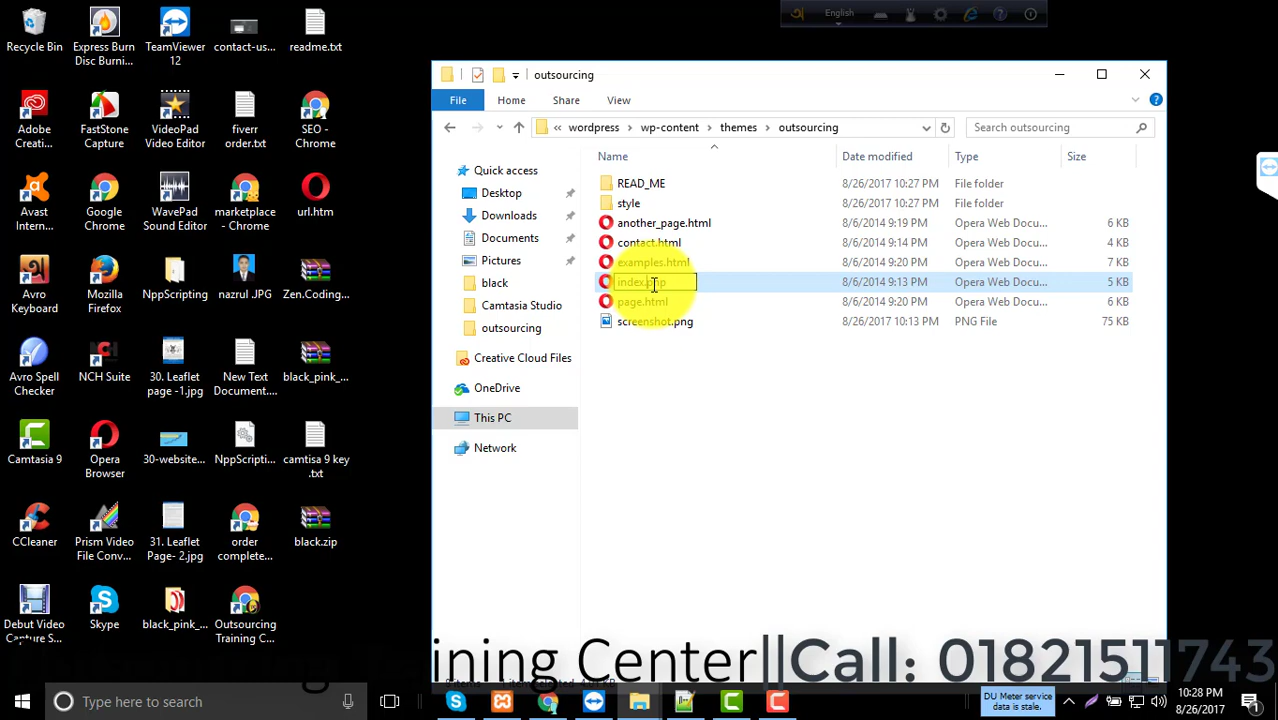 Recycle Bin
Express Burn
Disc Burni...
TeamViewer
12
contact-us...
readme.txt
Adobe
Creati...
FastStone
Capture
VideoPad
Video Editor
fiverr
order.txt
SEO -
Chrome
Avast
Intern...
Google
Chrome
WavePad
Sound Editor
marketplace
- Chrome
url.htm
Avro
Keyboard
Mozilla
Firefox
NppScripting
nazrul .JPG
Zen.Coding...
Avro Spell
Checker
NCH Suite
30. Leaflet
page -1.jpg
New Text
Document....
black_pink_...
Camtasia 9
Opera
Browser
30-website...
NppScripti...
camtisa 9 key
.txt
CCleaner
Prism Video
File Conv...
31. Leaflet
Page- 2.jpg
order
complete...
black.zip
Debut Video
Capture S...
Skype
black_pink_...
Outsourcing
Training C...
English
outsourcing
File
Home
Share
View
« wordpress > wp-content > themes > outsourcing
Search outsourcing
Name
Date modified
Type
Size
Quick access
Desktop
Downloads
Documents
Pictures
black
Camtasia Studio
outsourcing
Creative Cloud Files
OneDrive
This PC
Network
READ_ME 8/26/2017 10:27 PM File folder
style 8/26/2017 10:27 PM File folder
another_page.html 8/6/2014 9:19 PM Opera Web Docu... 6 KB
contact.html 8/6/2014 9:14 PM Opera Web Docu... 4 KB
examples.html 8/6/2014 9:20 PM Opera Web Docu... 7 KB
index.php 8/6/2014 9:13 PM Opera Web Docu... 5 KB
page.html 8/6/2014 9:20 PM Opera Web Docu... 6 KB
screenshot.png 8/26/2017 10:13 PM PNG File 75 KB
ining Center||Call: 01821511743
Type here to search
DU Meter service
data is stale.
10:28 PM
8/26/2017